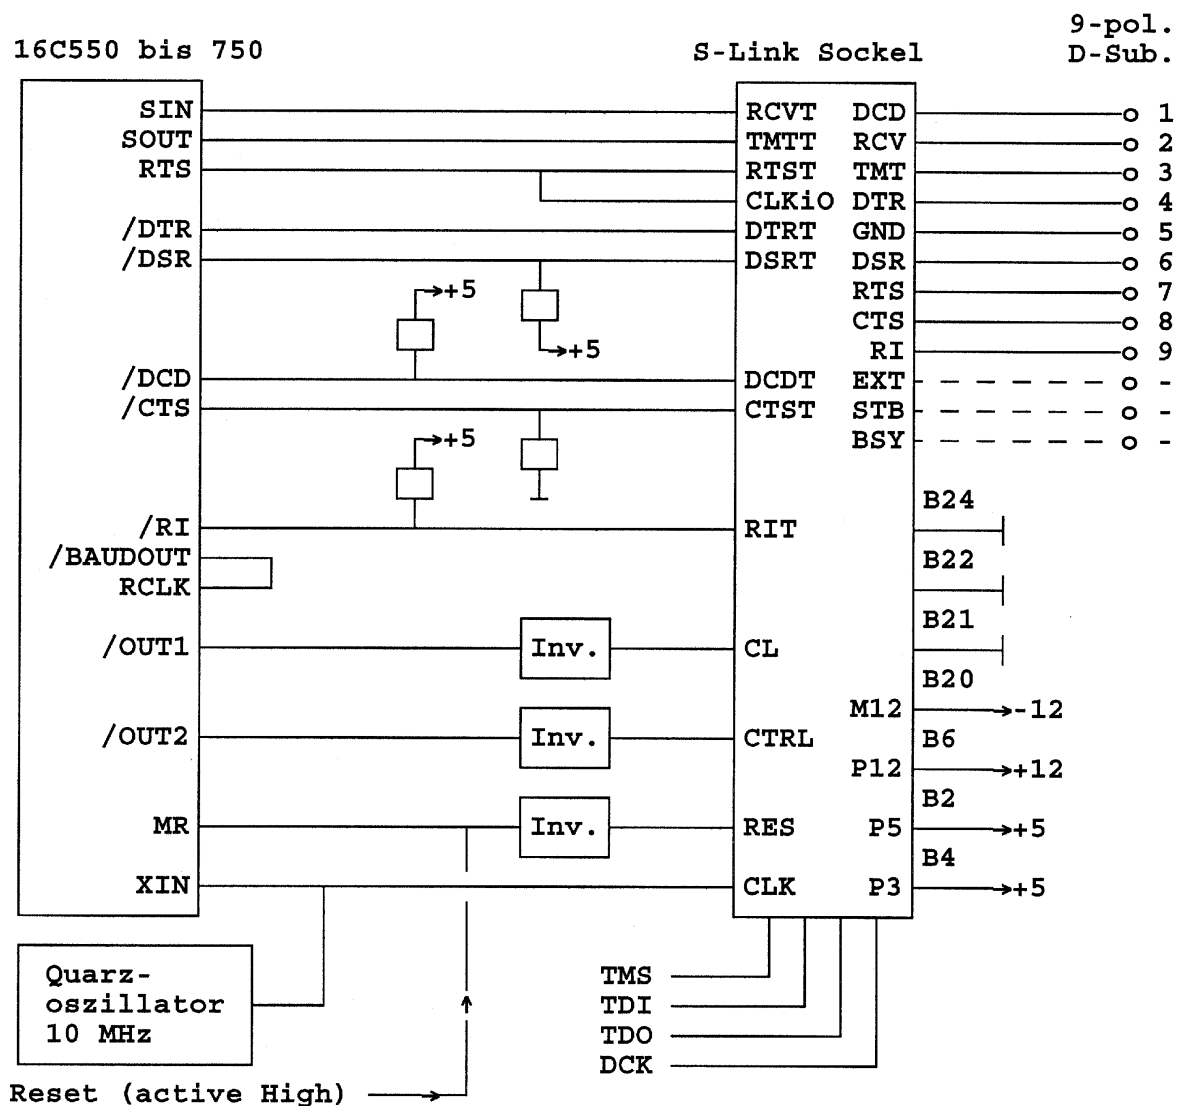 9-pol.
16C550 bis 750 S-Link Sockel D-Sub.
SIN RCVT DCD 1
SOUT TMTT RCV 2
RTS RTST TMT 3
CLKiO DTR 4
/DTR DTRT GND 5
/DSR DSRT DSR 6
+5 RTS 7
CTS 8
+5 RI 9
/DCD DCDT EXT -
/CTS CTST STB -
+5 BSY -
B24
/RI RIT
/BAUDOUT B22
RCLK
B21
/OUT1 Inv. CL
B20
M12 -12
/OUT2 Inv. CTRL B6
P12 +12
B2
MR Inv. RES P5 +5
B4
XIN CLK P3 +5
Quarz-
oszillator
10 MHz
TMS
TDI
TDO
DCK
Reset (active High)